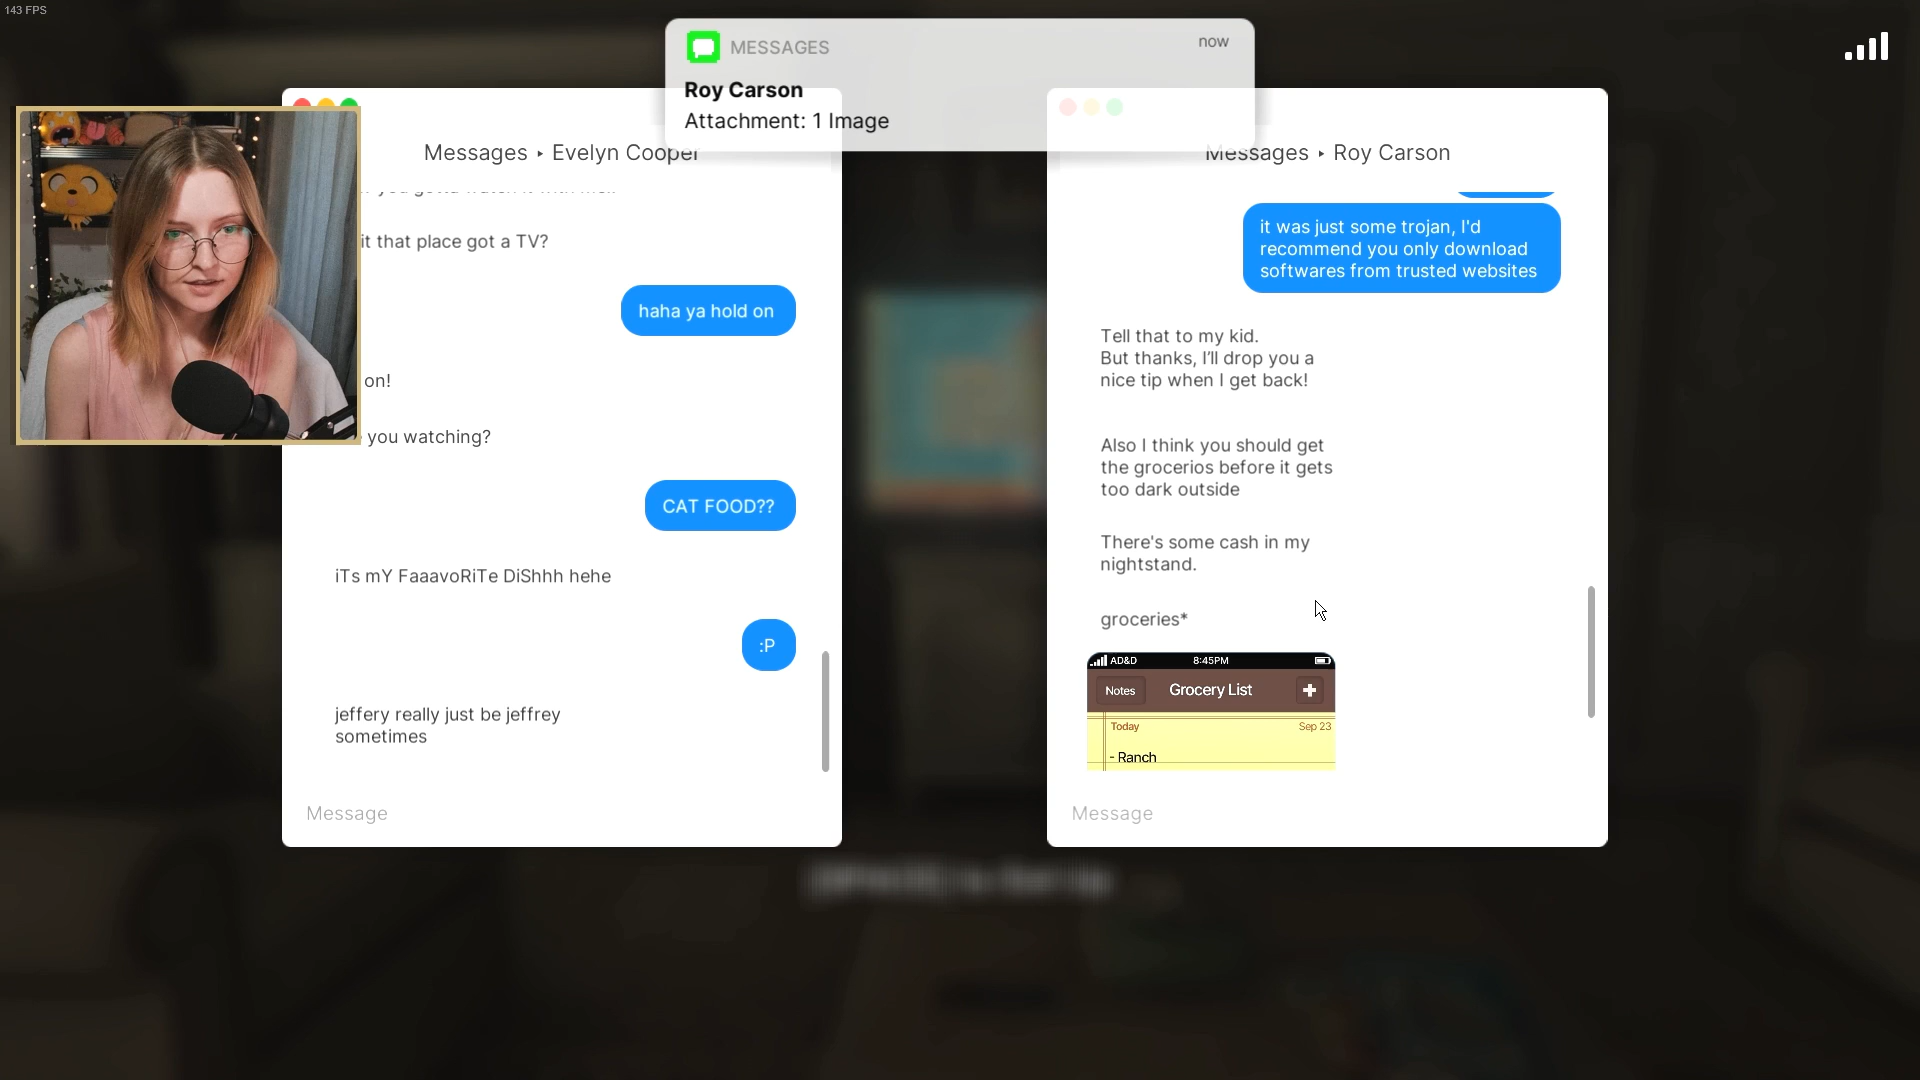 143 FPS
MESSAGES
now
Roy Carson
Attachment: 1 Image
Messages ‣ Evelyn Cooper
it that place got a TV?
haha ya hold on
on!
you watching?
CAT FOOD??
iTs mY FaaavoRiTe DiShhh hehe
:P
jeffery really just be jeffrey
sometimes
Message
Messages ‣ Roy Carson
it was just some trojan, I'd
recommend you only download
softwares from trusted websites
Tell that to my kid.
But thanks, I’ll drop you a
nice tip when I get back!
Also I think you should get
the grocerios before it gets
too dark outside
There's some cash in my
nightstand.
groceries*
AD&D 8:45PM
Notes Grocery List
Today Sep 23
- Ranch
Message